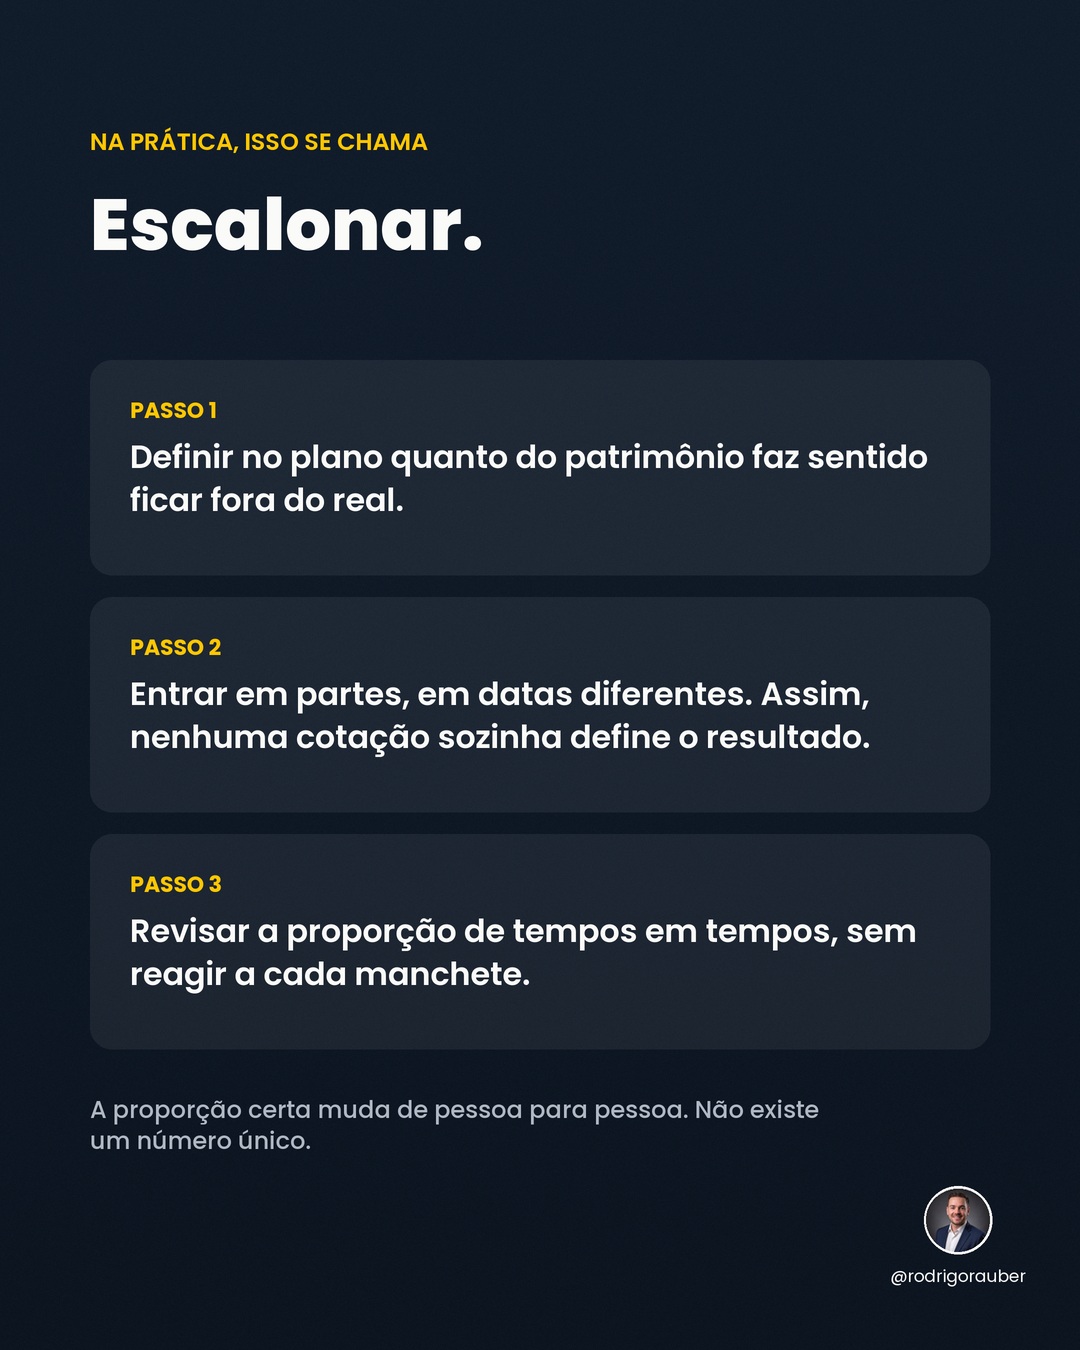 NA PRÁTICA, ISSO SE CHAMA
Escalonar.
PASSO 1
Definir no plano quanto do patrimônio faz sentido
ficar fora do real.
PASSO 2
Entrar em partes, em datas diferentes. Assim,
nenhuma cotação sozinha define o resultado.
PASSO 3
Revisar a proporção de tempos em tempos, sem
reagir a cada manchete.
A proporção certa muda de pessoa para pessoa. Não existe
um número único.
@rodrigorauber